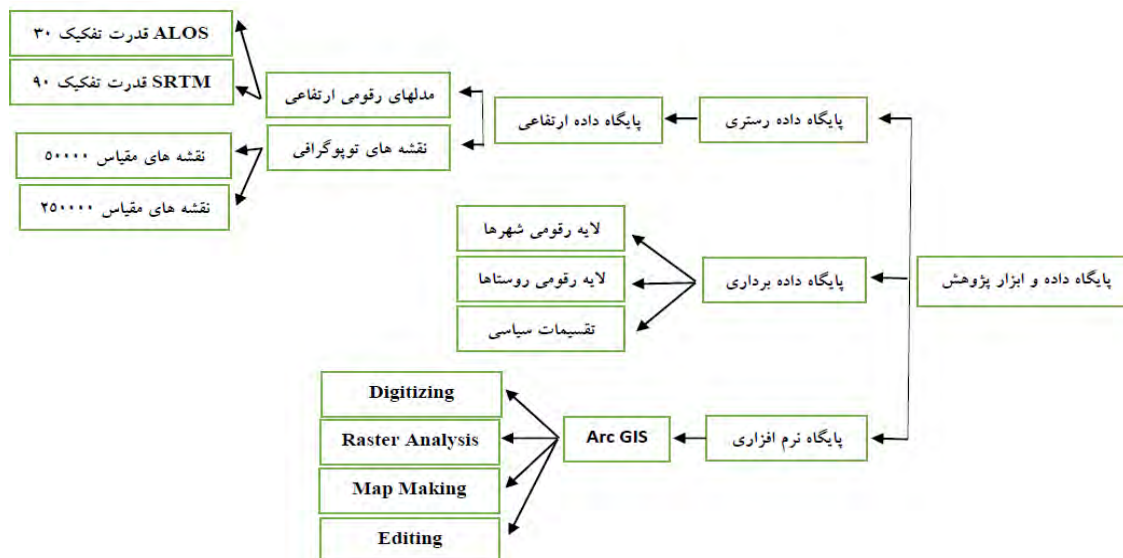 پایگاه داده و ابزار پژوهش
پایگاه داده رستری
پایگاه داده ارتفاعی
مدلهای رقومی ارتفاعی
ALOS قدرت تفکیک ۳۰
SRTM قدرت تفکیک ۹۰
نقشه های توپوگرافی
نقشه های مقیاس ۵۰۰۰۰
نقشه های مقیاس ۲۵۰۰۰۰
پایگاه داده برداری
لایه رقومی شهرها
لایه رقومی روستاها
تقسیمات سیاسی
پایگاه نرم افزاری
Arc GIS
Digitizing
Raster Analysis
Map Making
Editing